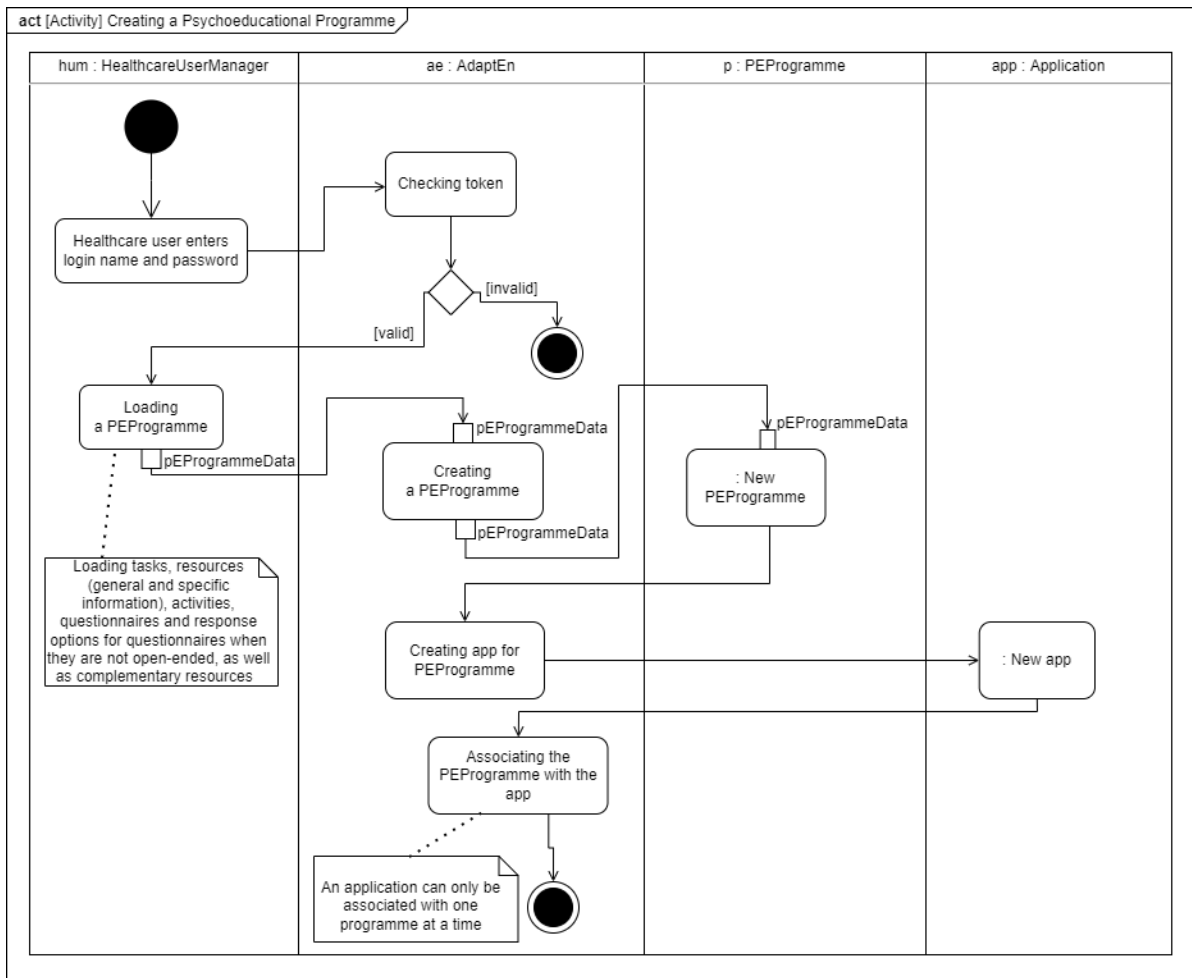 act [Activity] Creating a Psychoeducational Programme
hum : HealthcareUserManager
ae : AdaptEn
p : PEProgramme
app : Application
Checking token
Healthcare user enters
login name and password
[invalid]
[valid]
Loading
a PEProgramme
pEProgrammeData
pEProgrammeData
Creating
a PEProgramme
pEProgrammeData
pEProgrammeData
: New
PEProgramme
Loading tasks, resources
(general and specific
information), activities,
questionnaires and response
options for questionnaires when
they are not open-ended, as well
as complementary resources
Creating app for
PEProgramme
: New app
Associating the
PEProgramme with the
app
An application can only be
associated with one
programme at a time